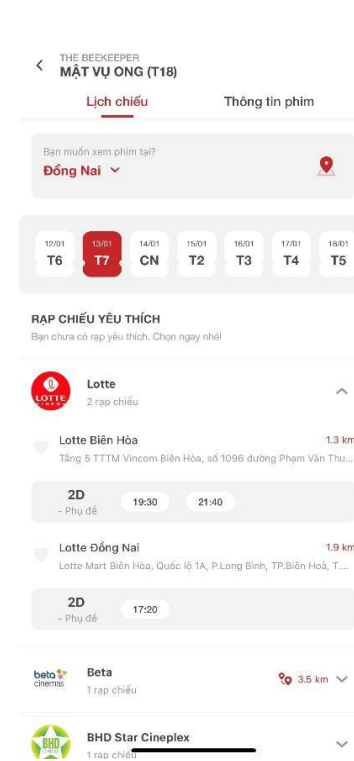 THE BEEKEEPER
MẬT VỤ ONG (T18)
Lịch chiếu Thông tin phim
Bạn muốn xem phim tại?
Đồng Nai
12/01 13/01 14/01 15/01 16/01 17/01 18/01
T6 T7 CN T2 T3 T4 T5
RẠP CHIẾU YÊU THÍCH
Bạn chưa có rạp yêu thích. Chọn ngay nhé!
LOTTE
CINEMA
Lotte
2 rạp chiếu
Lotte Biên Hòa 1.3 km
Tầng 5 TTTM Vincom Biên Hòa, số 1096 đường Phạm Văn Thu...
2D
- Phụ đề
19:30 21:40
Lotte Đồng Nai 1.9 km
Lotte Mart Biên Hòa, Quốc lộ 1A, P.Long Bình, TP.Biên Hoà, T....
2D
- Phụ đề
17:20
beta
cinemas
Beta
1 rạp chiếu
3.5 km
BHD
BHD Star Cineplex
1 rạp chiếu